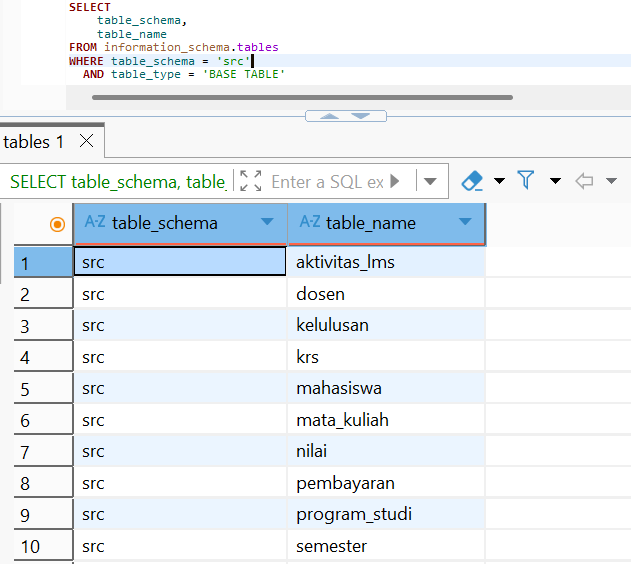 SELECT
table_schema,
table_name
FROM information_schema.tables
WHERE table_schema = 'src'
AND table_type = 'BASE TABLE'
tables 1
SELECT table_schema, table_ Enter a SQL ex
A-Z table_schema A-Z table_name
1 src aktivitas_lms
2 src dosen
3 src kelulusan
4 src krs
5 src mahasiswa
6 src mata_kuliah
7 src nilai
8 src pembayaran
9 src program_studi
10 src semester